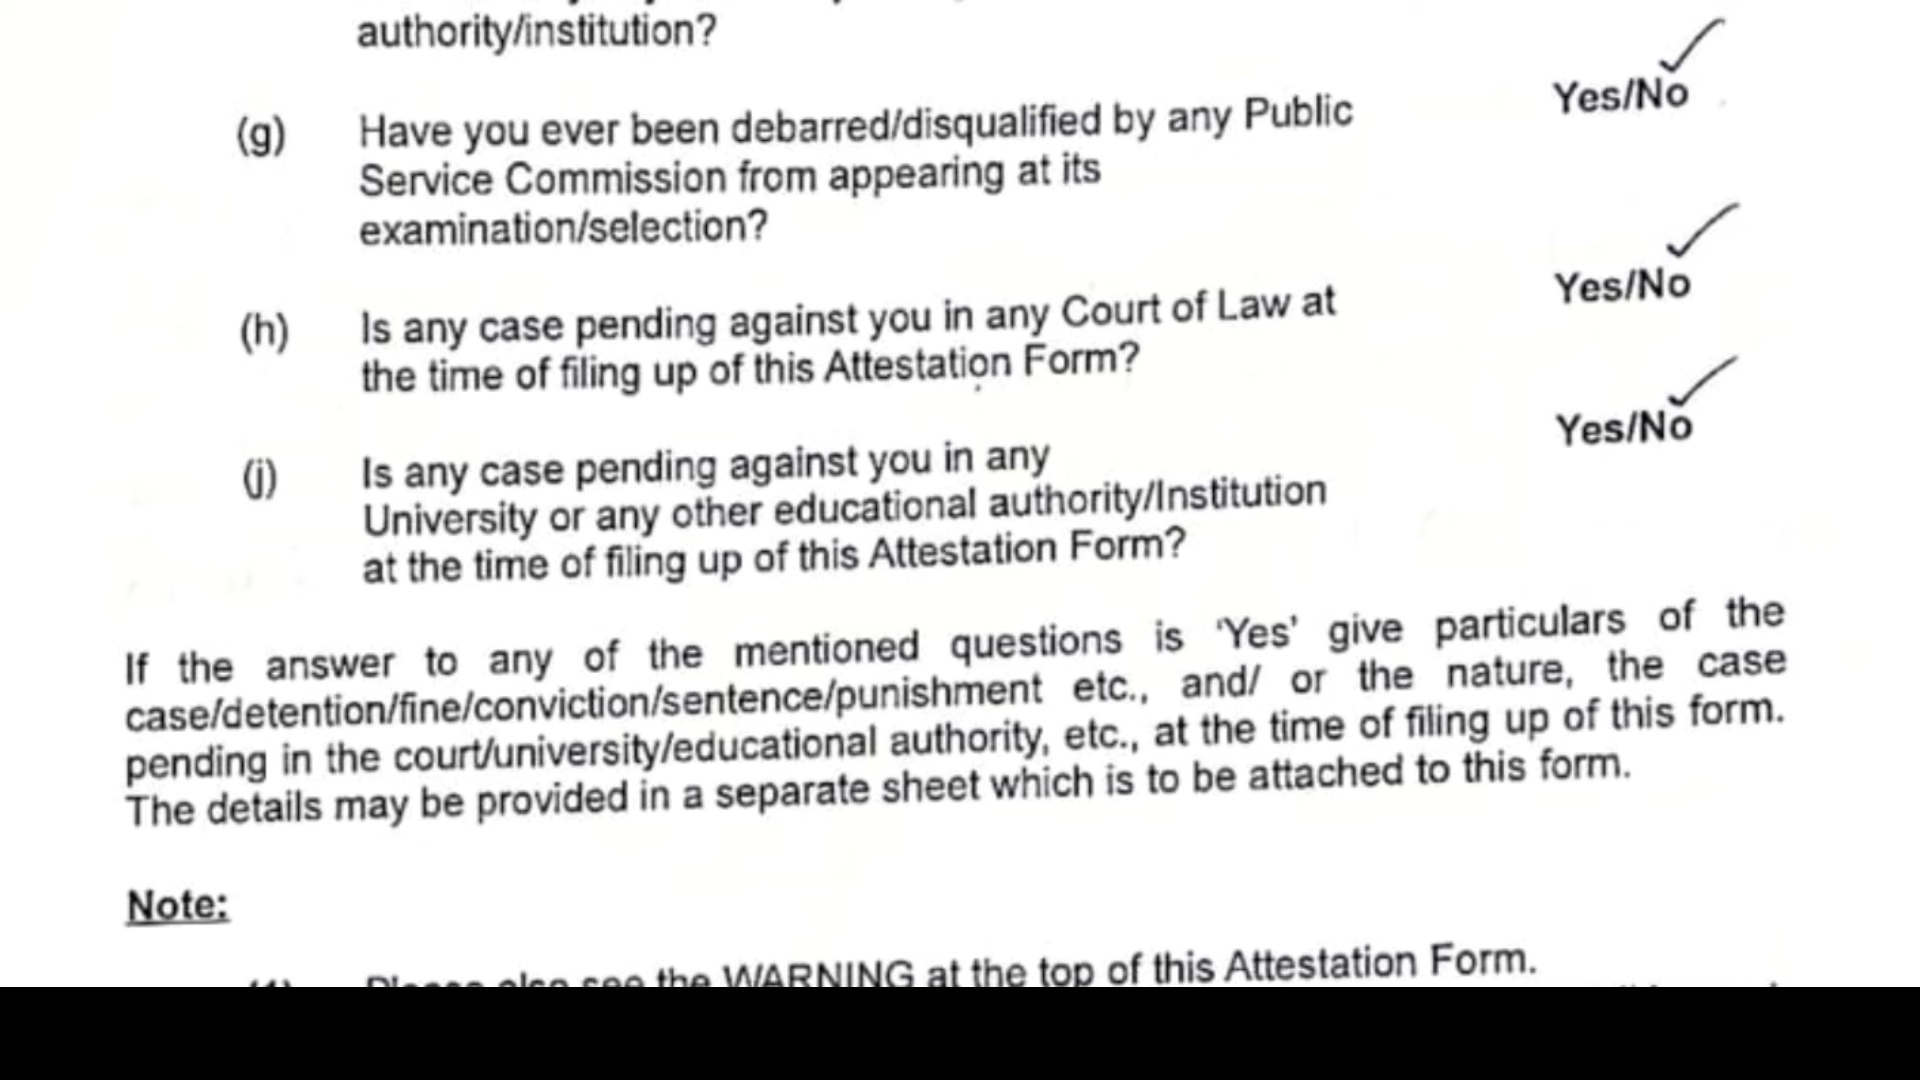 authority/institution?
Yes/No
(g) Have you ever been debarred/disqualified by any Public
Service Commission from appearing at its
examination/selection?
Yes/No
(h) Is any case pending against you in any Court of Law at
the time of filing up of this Attestation Form?
Yes/No
(j) Is any case pending against you in any
University or any other educational authority/Institution
at the time of filing up of this Attestation Form?
If the answer to any of the mentioned questions is 'Yes' give particulars of the
case/detention/fine/conviction/sentence/punishment etc., and/ or the nature, the case
pending in the court/university/educational authority, etc., at the time of filing up of this form.
The details may be provided in a separate sheet which is to be attached to this form.
Note:
Please also see the WARNING at the top of this Attestation Form.